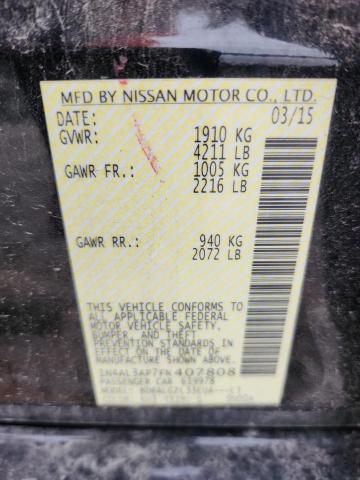 MFD BY NISSAN MOTOR CO., LTD.
DATE: 03/15
GVWR: 1910 KG
4211 LB
GAWR FR.: 1005 KG
2216 LB
GAWR RR.: 940 KG
2072 LB
THIS VEHICLE CONFORMS TO
ALL APPLICABLE FEDERAL
MOTOR VEHICLE SAFETY,
BUMPER, AND THEFT
PREVENTION STANDARDS IN
EFFECT ON THE DATE OF
MANUFACTURE SHOWN ABOVE.
1N4AL3AP7FN407808
PASSENGER CAR 619978
MODEL: